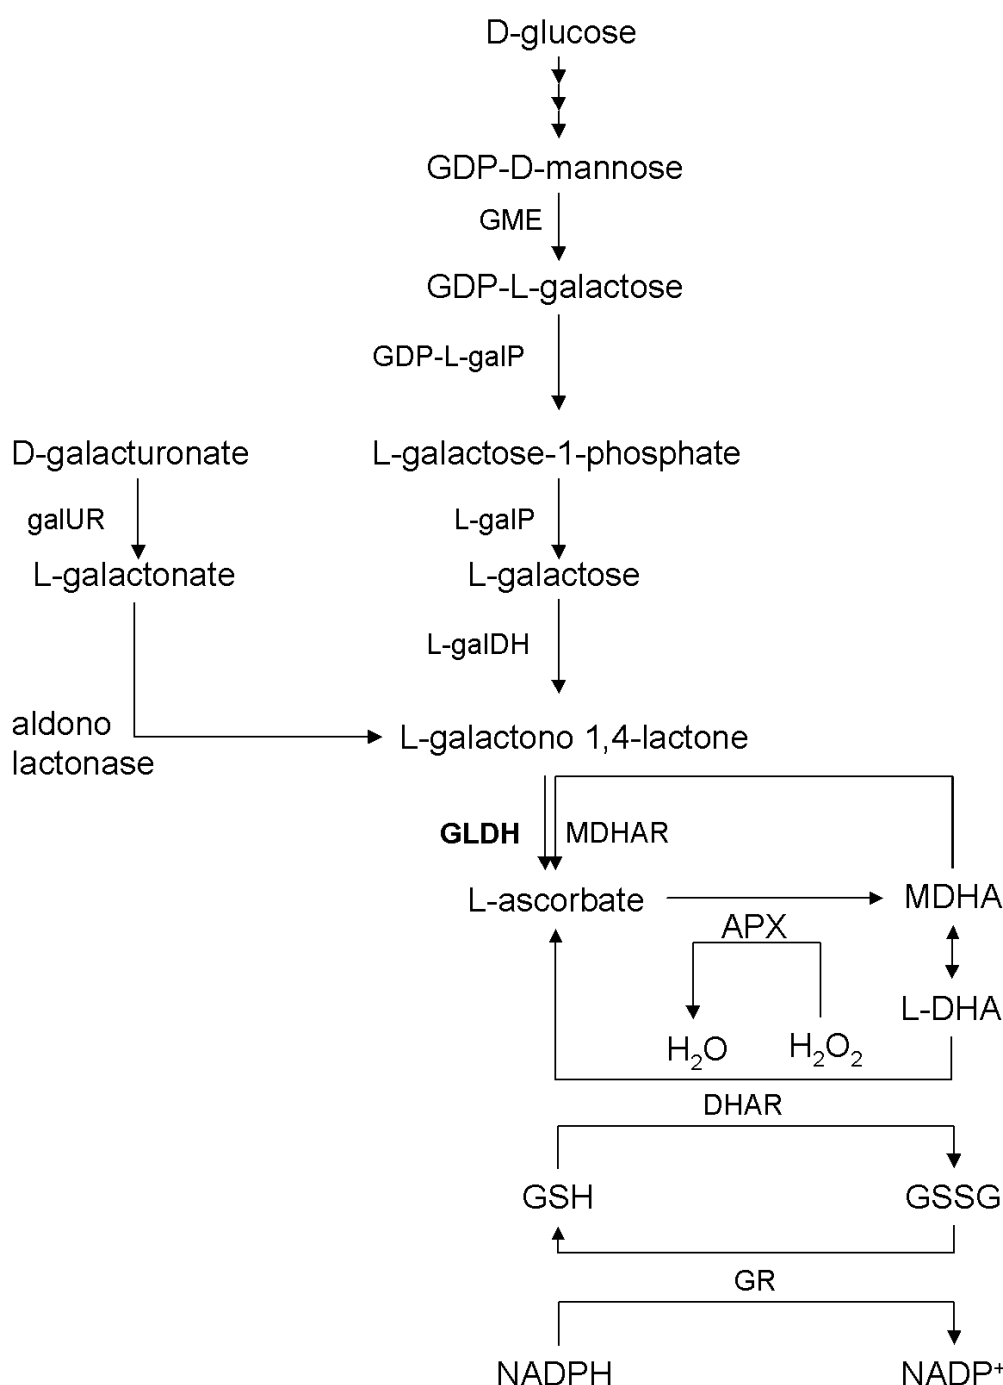 D-glucose
GDP-D-mannose
GME
GDP-L-galactose
GDP-L-galP
D-galacturonate
L-galactose-1-phosphate
galUR
L-galP
L-galactonate
L-galactose
L-galDH
aldono
lactonase
L-galactono 1,4-lactone
GLDH
MDHAR
L-ascorbate
MDHA
APX
L-DHA
H₂O
H₂O₂
DHAR
GSH
GSSG
GR
NADPH
NADP⁺